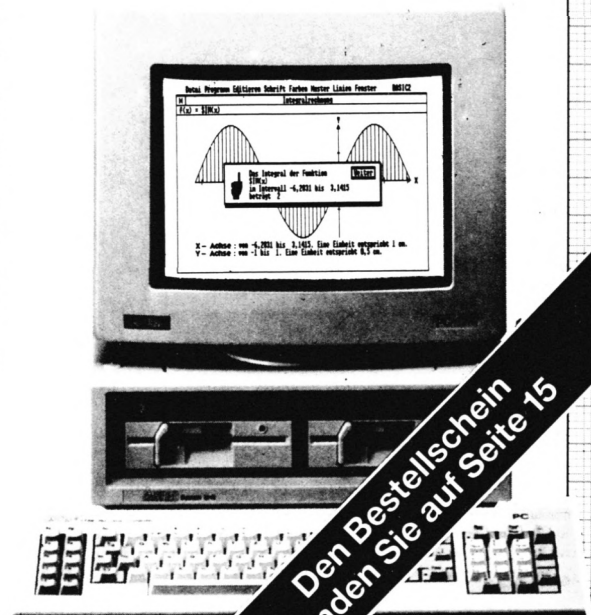 Datei Programm Editieren Schrift Farben Muster Linien Fenster BASIC2
Integralrechnung
f(x) = SIN(x)
Y
X
Das Integral der Funktion
SIN(x)
im Intervall -6,2831 bis 3,1415
beträgt 2
Weiter
X - Achse : von -6,2831 bis 3,1415. Eine Einheit entspricht 1 cm.
Y - Achse : von -1 bis 1. Eine Einheit entspricht 0,5 cm.
PC
Den Bestellschein
nden Sie auf Seite 15